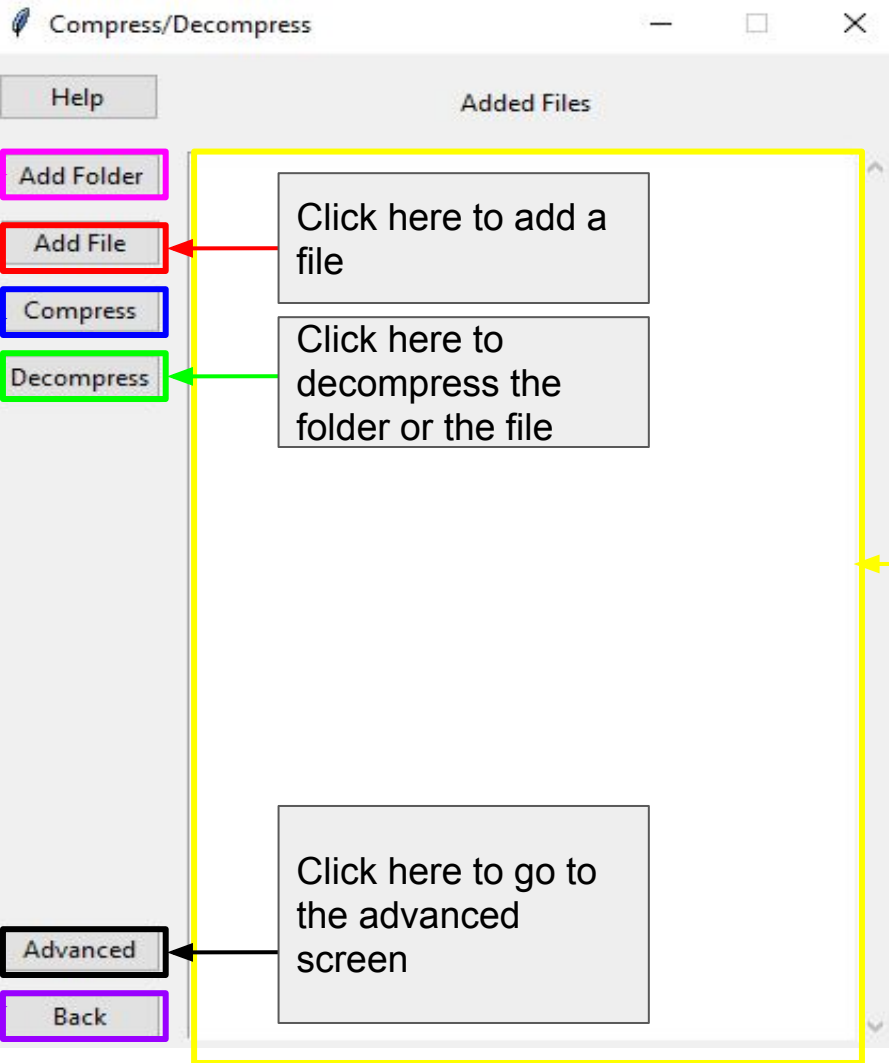 Compress/Decompress
Help
Added Files
Add Folder
Add File
Compress
Decompress
Click here to add a
file
Click here to
decompress the
folder or the file
Click here to go to
the advanced
screen
Advanced
Back